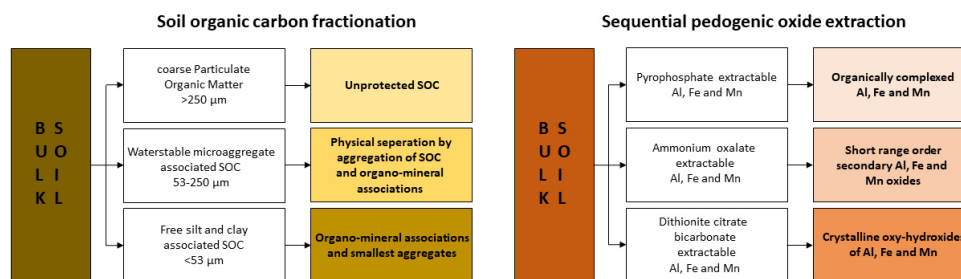 Soil organic carbon fractionation
BULK
SOIL
coarse Particulate
Organic Matter
>250 µm
Unprotected SOC
Waterstable microaggregate
associated SOC
53-250 µm
Physical seperation by
aggregation of SOC
and organo-mineral
associations
Free silt and clay
associated SOC
<53 µm
Organo-mineral associations
and smallest aggregates
Sequential pedogenic oxide extraction
BULK
SOIL
Pyrophosphate extractable
Al, Fe and Mn
Organically complexed
Al, Fe and Mn
Ammonium oxalate
extractable
Al, Fe and Mn
Short range order
secondary Al, Fe and
Mn oxides
Dithionite citrate
bicarbonate
extractable
Al, Fe and Mn
Crystalline oxy-hydroxides
of Al, Fe and Mn